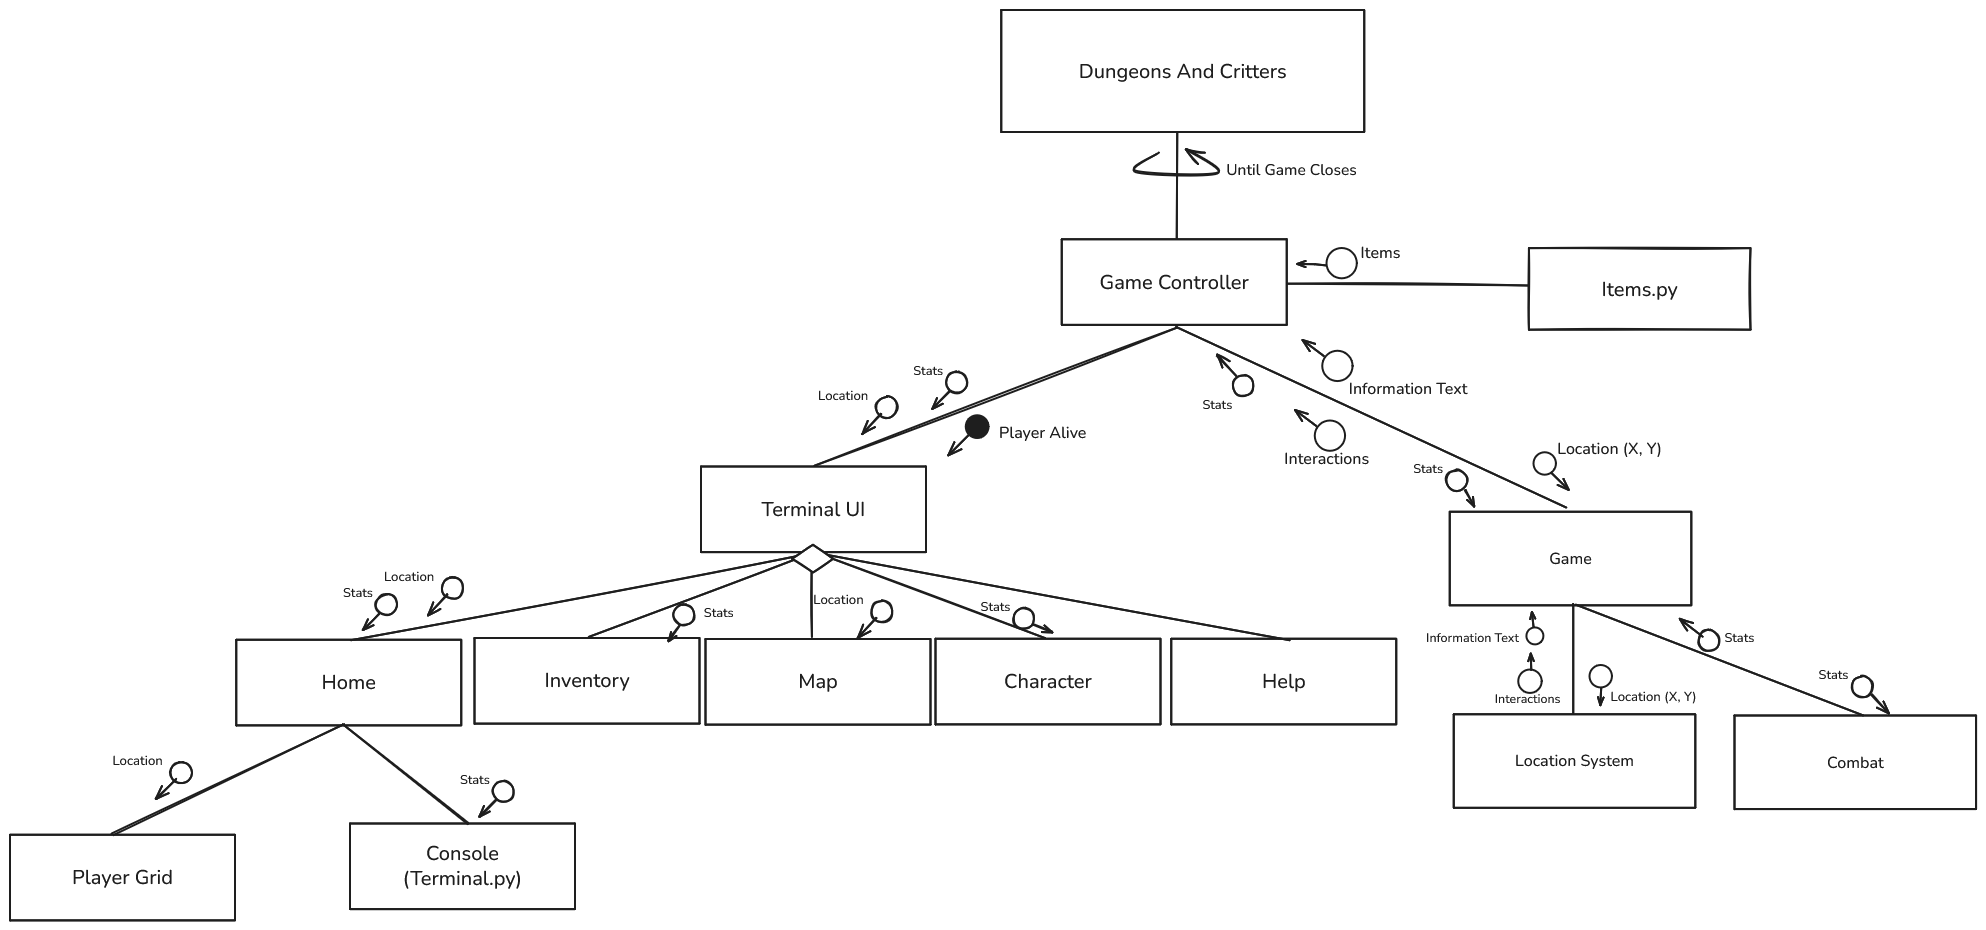 Dungeons And Critters
Until Game Closes
Items
Game Controller
Items.py
Stats
Location
Player Alive
Information Text
Stats
Interactions
Location (X, Y)
Stats
Terminal UI
Game
Location
Stats
Stats
Location
Stats
Information Text
Stats
Interactions
Location (X, Y)
Stats
Home
Inventory
Map
Character
Help
Location System
Combat
Location
Stats
Player Grid
Console
(Terminal.py)